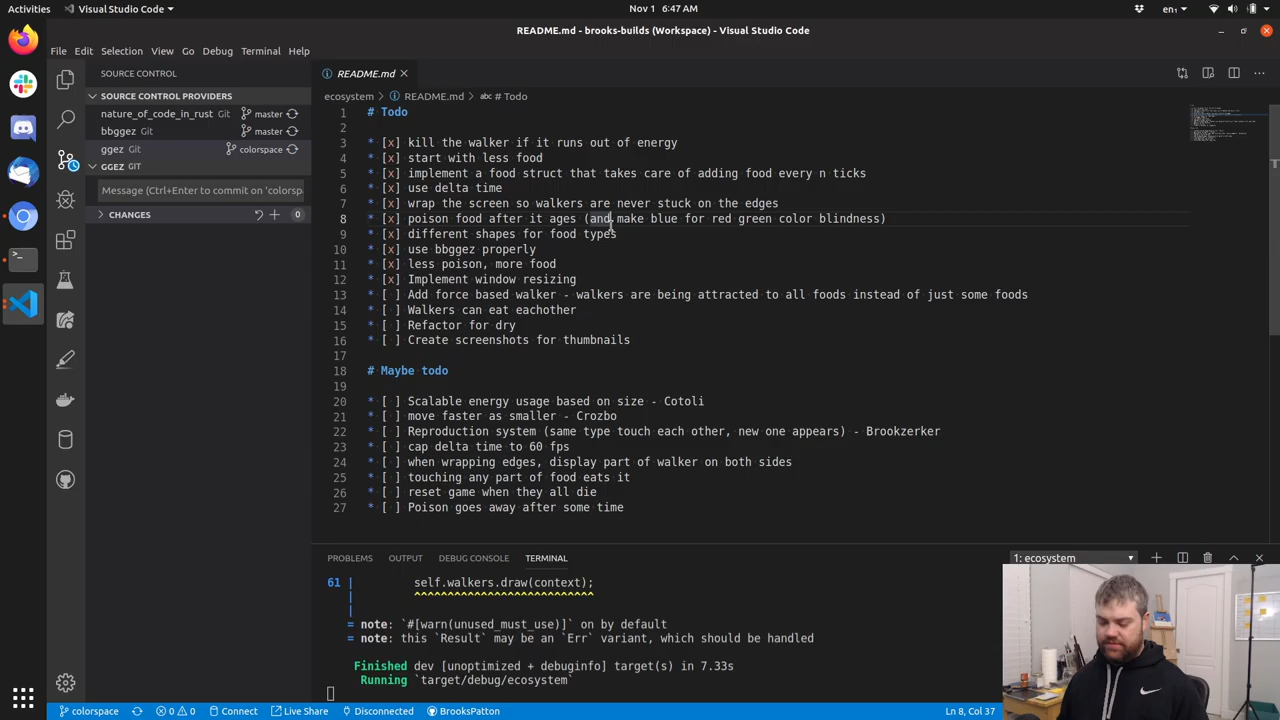 Activities
Visual Studio Code
Nov 1  6:47 AM
en₁
README.md - brooks-builds (Workspace) - Visual Studio Code
File Edit Selection View Go Debug Terminal Help
SOURCE CONTROL
SOURCE CONTROL PROVIDERS
nature_of_code_in_rust Git master
bbggez Git master
ggez Git colorspace
GGEZ GIT
Message (Ctrl+Enter to commit on 'colorsp
CHANGES 0
README.md
ecosystem > README.md > # Todo
1 # Todo
2
3 * [x] kill the walker if it runs out of energy
4 * [x] start with less food
5 * [x] implement a food struct that takes care of adding food every n ticks
6 * [x] use delta time
7 * [x] wrap the screen so walkers are never stuck on the edges
8 * [x] poison food after it ages (and make blue for red green color blindness)
9 * [x] different shapes for food types
10 * [x] use bbggez properly
11 * [x] less poison, more food
12 * [x] Implement window resizing
13 * [ ] Add force based walker - walkers are being attracted to all foods instead of just some foods
14 * [ ] Walkers can eat eachother
15 * [ ] Refactor for dry
16 * [ ] Create screenshots for thumbnails
17
18 # Maybe todo
19
20 * [ ] Scalable energy usage based on size - Cotoli
21 * [ ] move faster as smaller - Crozbo
22 * [ ] Reproduction system (same type touch each other, new one appears) - Brookzerker
23 * [ ] cap delta time to 60 fps
24 * [ ] when wrapping edges, display part of walker on both sides
25 * [ ] touching any part of food eats it
26 * [ ] reset game when they all die
27 * [ ] Poison goes away after some time
PROBLEMS OUTPUT DEBUG CONSOLE TERMINAL
1: ecosystem
61 | self.walkers.draw(context);
| ^^^^^^^^^^^^^^^^^^^^^^^^^^^
|
= note: `#[warn(unused_must_use)]` on by default
= note: this `Result` may be an `Err` variant, which should be handled
Finished dev [unoptimized + debuginfo] target(s) in 7.33s
Running `target/debug/ecosystem`
colorspace 0 0 Connect Live Share Disconnected BrooksPatton
Ln 8, Col 37